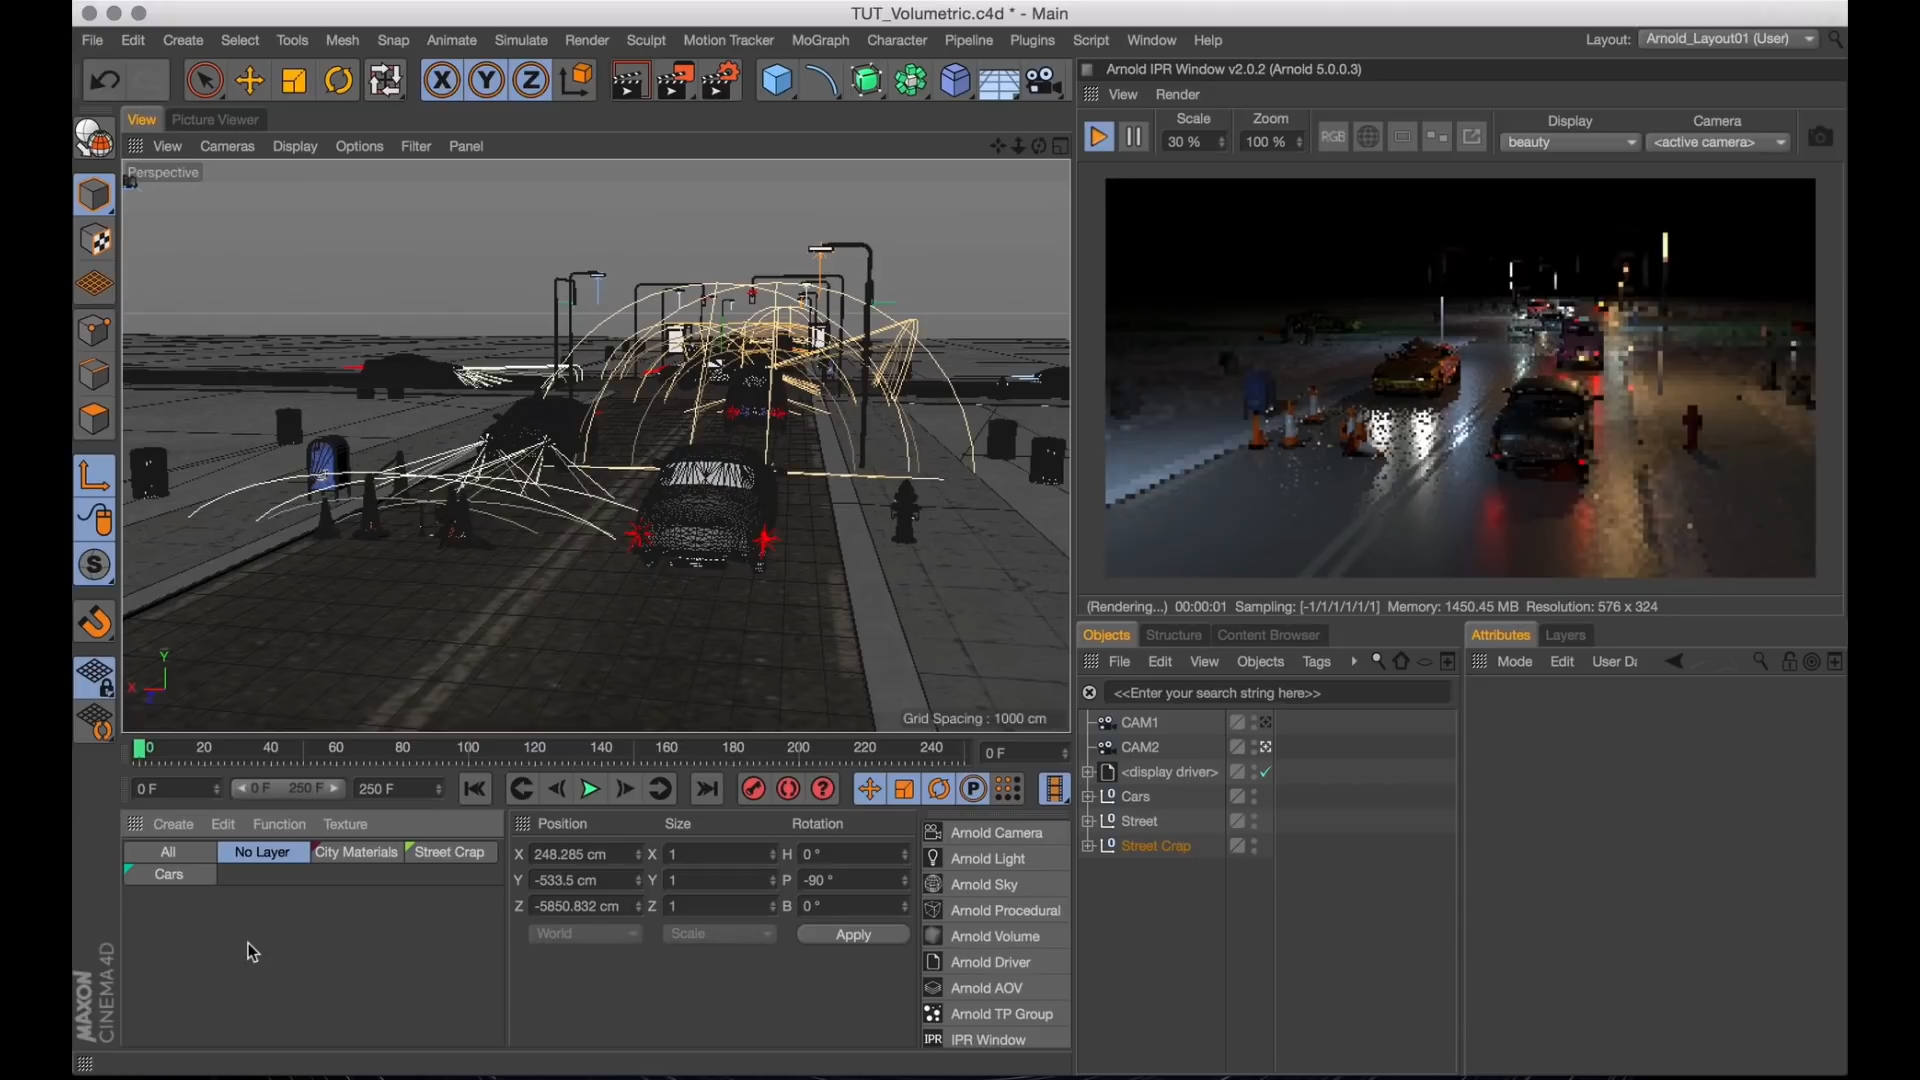 TUT_Volumetric.c4d * - Main
File Edit Create Select Tools Mesh Snap Animate Simulate Render Sculpt Motion Tracker MoGraph Character Pipeline Plugins Script Window Help
Layout: Arnold_Layout01 (User)
X Y Z
Arnold IPR Window v2.0.2 (Arnold 5.0.0.3)
View Render
Scale Zoom Display Camera
30 % 100 % RGB beauty <active camera>
View Picture Viewer
View Cameras Display Options Filter Panel
Perspective
Y
X
Grid Spacing : 1000 cm
(Rendering...) 00:00:01 Sampling: [-1/1/1/1/1/1] Memory: 1450.45 MB Resolution: 576 x 324
Objects Structure Content Browser
File Edit View Objects Tags
<<Enter your search string here>>
CAM1
CAM2
<display driver>
Cars
Street
Street Crap
Attributes Layers
Mode Edit User Da
0 20 40 60 80 100 120 140 160 180 200 220 240 0 F
0 F 0 F 250 F 250 F
P
S
Create Edit Function Texture
All No Layer City Materials Street Crap
Cars
Position Size Rotation
X 248.285 cm X 1 H 0 °
Y -533.5 cm Y 1 P -90 °
Z -5850.832 cm Z 1 B 0 °
World Scale Apply
Arnold Camera
Arnold Light
Arnold Sky
Arnold Procedural
Arnold Volume
Arnold Driver
Arnold AOV
Arnold TP Group
IPR IPR Window
MAXON
CINEMA 4D